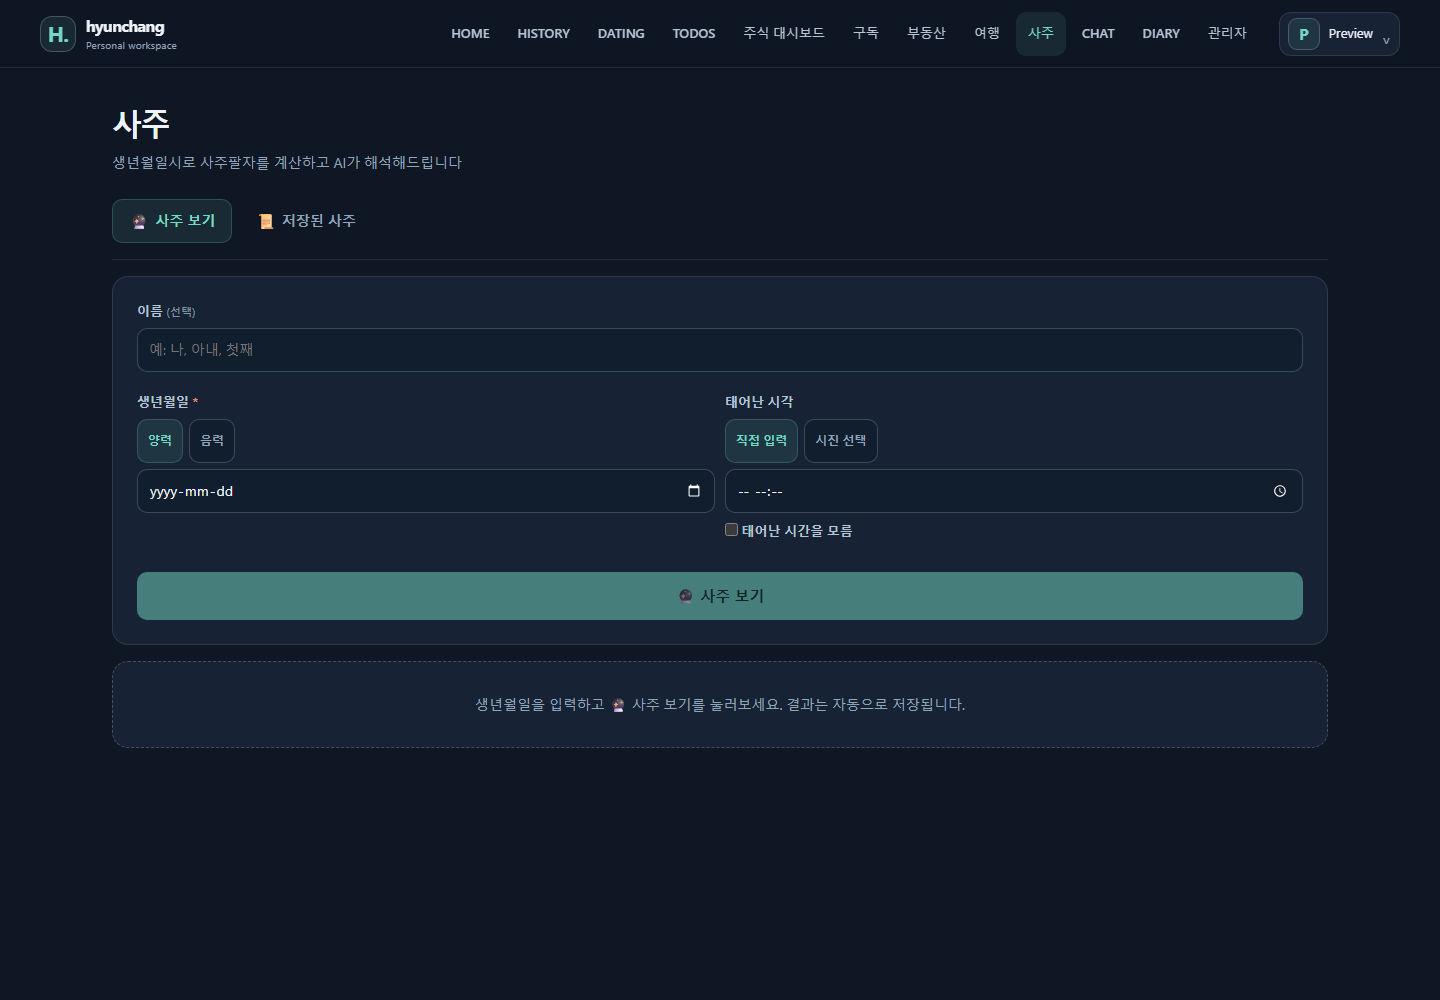 H.
hyunchang
Personal workspace
HOME HISTORY DATING TODOS 주식 대시보드 구독 부동산 여행 사주 CHAT DIARY 관리자
P Preview v
사주
생년월일시로 사주팔자를 계산하고 AI가 해석해드립니다
🔮 사주 보기
📜 저장된 사주
이름 (선택)
예: 나, 아내, 첫째
생년월일 *
양력 음력
yyyy-mm-dd
태어난 시각
직접 입력 시진 선택
-- --:--
태어난 시간을 모름
🔮 사주 보기
생년월일을 입력하고 🔮 사주 보기를 눌러보세요. 결과는 자동으로 저장됩니다.